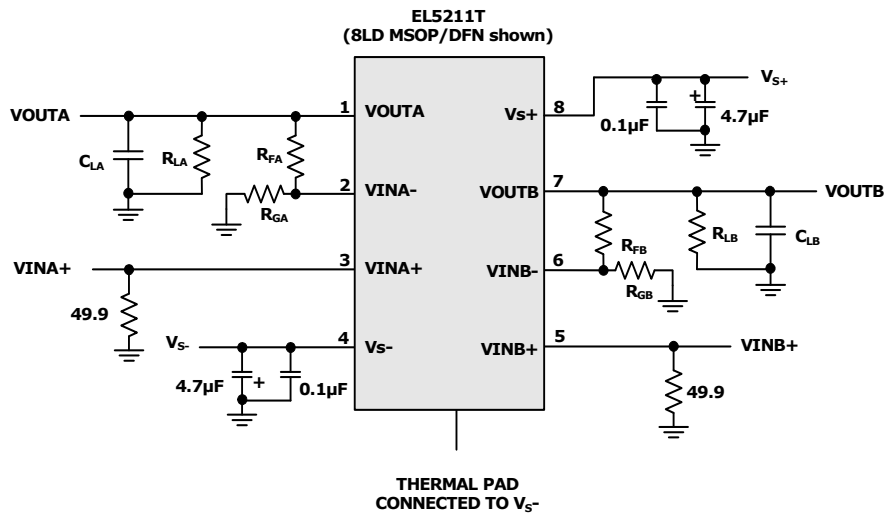 EL5211T
(8LD MSOP/DFN shown)
VOUTA
1
VOUTA
Vs+
8
VS+
0.1µF
+
4.7µF
CLA
RLA
RFA
2
VINA-
RGA
VOUTB
7
VOUTB
RFB
RLB
CLB
VINB-
6
RGB
VINA+
3
VINA+
49.9
VS-
4
Vs-
4.7µF
+
0.1µF
VINB+
5
VINB+
49.9
THERMAL PAD
CONNECTED TO VS-